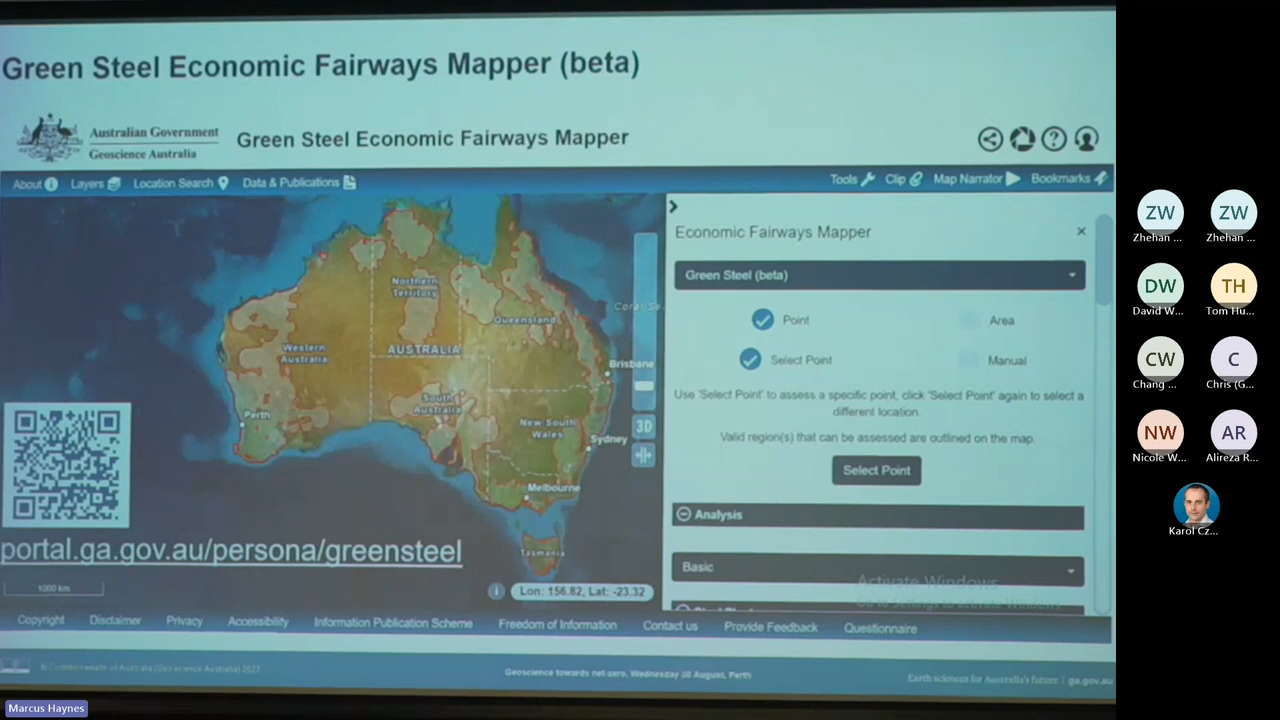 Green Steel Economic Fairways Mapper (beta)
Australian Government
Geoscience Australia
Green Steel Economic Fairways Mapper
About Layers Location Search Data & Publications Tools Clip Map Narrator Bookmarks
Economic Fairways Mapper
Green Steel (beta)
Point Area
Select Point Manual
Use 'Select Point' to assess a specific point, click 'Select Point' again to select a
different location.
Valid region(s) that can be assessed are outlined on the map.
Select Point
Analysis
Basic
Activate Windows
Go to Settings to activate Windows
Northern
Territory
Queensland
Western
Australia
AUSTRALIA
Brisbane
South
Australia
Perth
New South
Wales
Sydney
Melbourne
Tasmania
3D
portal.ga.gov.au/persona/greensteel
1000 km
Lon: 156.82, Lat: -23.32
Copyright Disclaimer Privacy Accessibility Information Publication Scheme Freedom of Information Contact us Provide Feedback Questionnaire
© Commonwealth of Australia (Geoscience Australia) 2023
Geoscience towards net zero, Wednesday 30 August, Perth
Earth sciences for Australia's future | ga.gov.au
Marcus Haynes
ZW ZW
Zhehan ... Zhehan ...
DW TH
David W... Tom Hu...
CW C
Chang ... Chris (G...
NW AR
Nicole W... Alireza R...
Karol Cz...